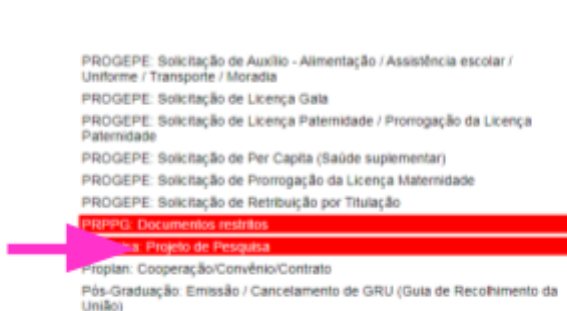 PROGEPE: Solicitação de Auxílio - Alimentação / Assistência escolar /
Uniforme / Transporte / Moradia
PROGEPE: Solicitação de Licença Gala
PROGEPE: Solicitação de Licença Paternidade / Prorrogação da Licença
Paternidade
PROGEPE: Solicitação de Per Capita (Saúde suplementar)
PROGEPE: Solicitação de Prorrogação da Licença Maternidade
PROGEPE: Solicitação de Retribuição por Titulação
PRPPG: Documentos restritos
Projeto de Pesquisa
Proplan: Cooperação/Convênio/Contrato
Pós-Graduação: Emissão / Cancelamento de GRU (Guia de Recolhimento da
União)